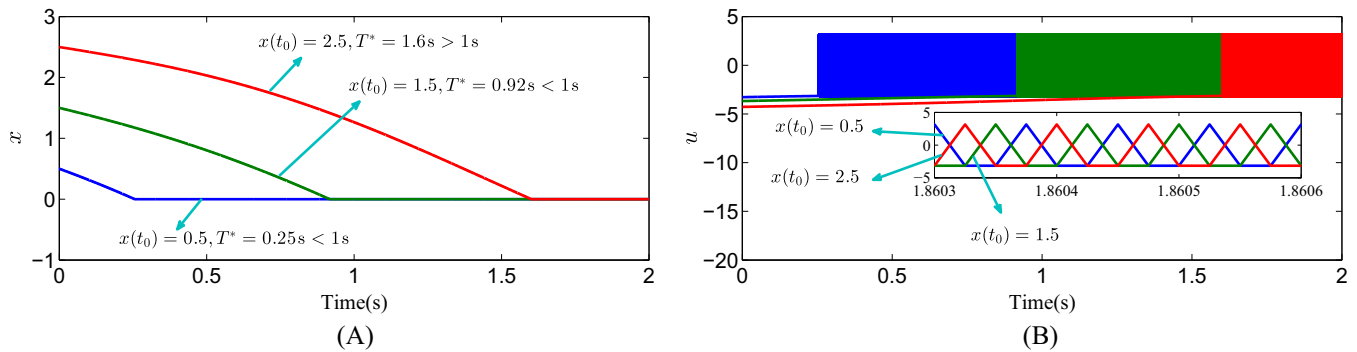 3
2
1
0
−1
x
x(t₀) = 2.5, T* = 1.6s > 1s
x(t₀) = 1.5, T* = 0.92s < 1s
x(t₀) = 0.5, T* = 0.25s < 1s
0 0.5 1 1.5 2
Time(s)
(A)
5
0
−5
−10
−15
−20
u
x(t₀) = 0.5
x(t₀) = 2.5
x(t₀) = 1.5
5
0
−5
1.8603 1.8604 1.8605 1.8606
0 0.5 1 1.5 2
Time(s)
(B)